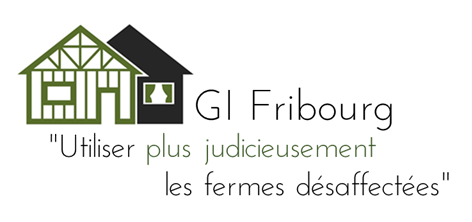 GI Fribourg
"Utiliser plus judicieusement
les fermes désaffectées"